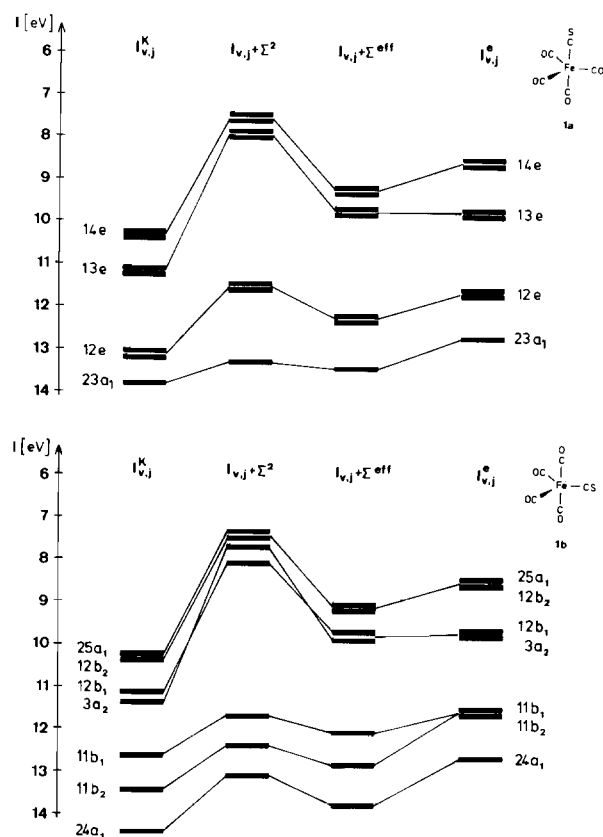 I [eV]
I^K_v,j
I_v,j + Σ^2
I_v,j + Σ^eff
I^e_v,j
6
7
8
9
10
11
12
13
14
14e
13e
12e
23a₁
14e
13e
12e
23a₁
S
C
OC
Fe
CO
OC
C
O
1a
I [eV]
I^K_v,j
I_v,j + Σ^2
I_v,j + Σ^eff
I^e_v,j
6
7
8
9
10
11
12
13
14
25a₁
12b₂
12b₁
3a₂
11b₁
11b₂
24a₁
25a₁
12b₂
12b₁
3a₂
11b₁
11b₂
24a₁
O
C
OC
Fe
CS
OC
C
O
1b